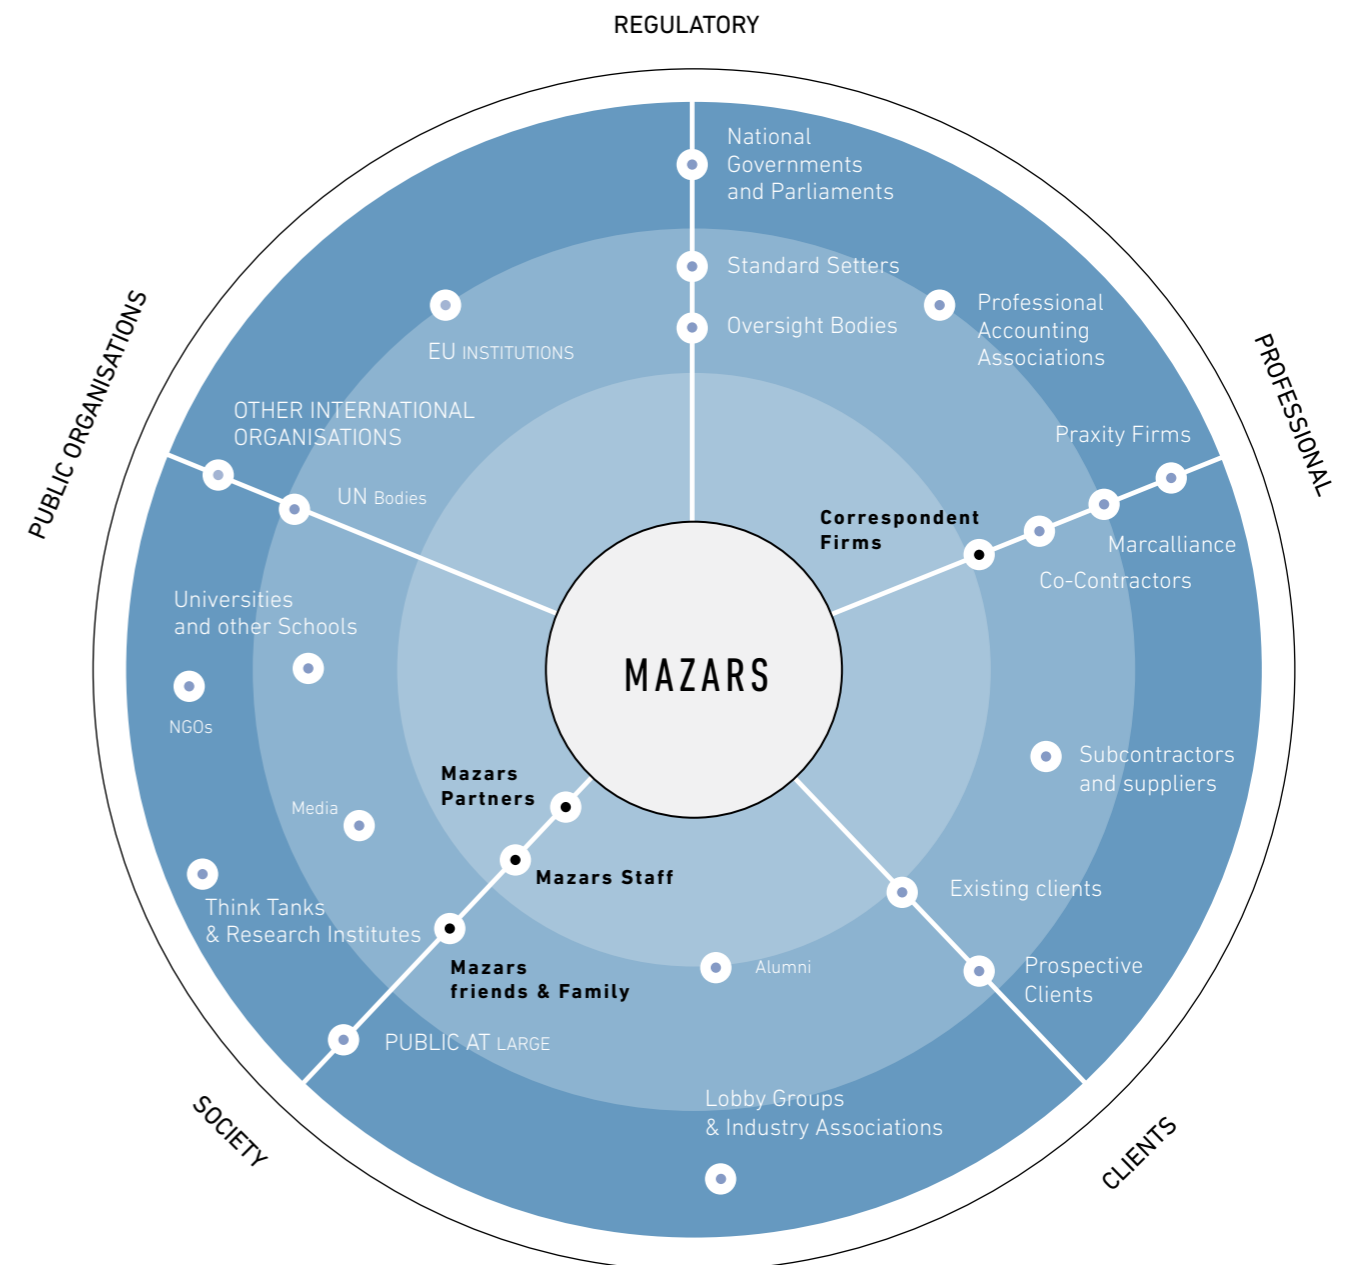 REGULATORY
National
Governments
and Parliaments
Standard Setters
Oversight Bodies
Professional
Accounting
Associations
EU INSTITUTIONS
PUBLIC ORGANISATIONS
PROFESSIONAL
OTHER INTERNATIONAL
ORGANISATIONS
UN Bodies
Praxity Firms
Correspondent
Firms
Marcalliance
Co-Contractors
Universities
and other Schools
NGOs
MAZARS
Subcontractors
and suppliers
Mazars
Partners
Media
Mazars Staff
Existing clients
Think Tanks
& Research Institutes
Mazars
friends & Family
Alumni
Prospective
Clients
PUBLIC AT LARGE
Lobby Groups
& Industry Associations
SOCIETY
CLIENTS